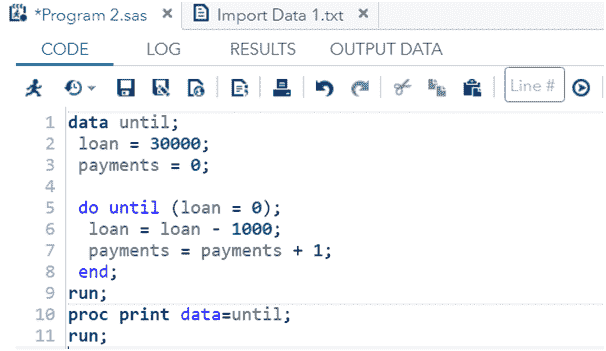 *Program 2.sas × Import Data 1.txt ×
CODE LOG RESULTS OUTPUT DATA
Line #
1 data until;
2 loan = 30000;
3 payments = 0;
4
5 do until (loan = 0);
6 loan = loan - 1000;
7 payments = payments + 1;
8 end;
9 run;
10 proc print data=until;
11 run;